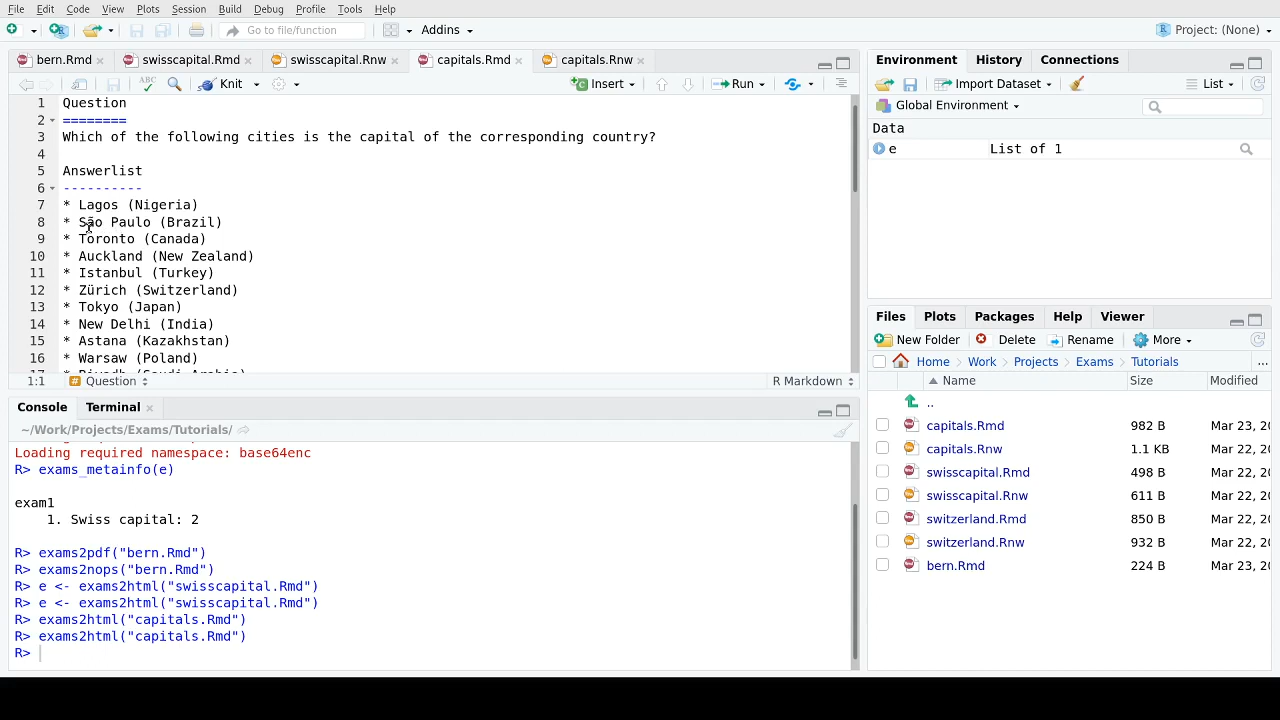 File Edit Code View Plots Session Build Debug Profile Tools Help
Go to file/function Addins Project: (None)
bern.Rmd swisscapital.Rmd swisscapital.Rnw capitals.Rmd capitals.Rnw
ABC Knit Insert Run
1 Question
2 ========
3 Which of the following cities is the capital of the corresponding country?
4
5 Answerlist
6 ----------
7 * Lagos (Nigeria)
8 * São Paulo (Brazil)
9 * Toronto (Canada)
10 * Auckland (New Zealand)
11 * Istanbul (Turkey)
12 * Zürich (Switzerland)
13 * Tokyo (Japan)
14 * New Delhi (India)
15 * Astana (Kazakhstan)
16 * Warsaw (Poland)
17 * Riyadh (Saudi Arabia)
1:1 # Question R Markdown
Console Terminal
~/Work/Projects/Exams/Tutorials/
Loading required namespace: base64enc
R> exams_metainfo(e)
exam1
1. Swiss capital: 2
R> exams2pdf("bern.Rmd")
R> exams2nops("bern.Rmd")
R> e <- exams2html("swisscapital.Rmd")
R> e <- exams2html("swisscapital.Rmd")
R> exams2html("capitals.Rmd")
R> exams2html("capitals.Rmd")
R>
Environment History Connections
Import Dataset List
Global Environment
Data
e List of 1
Files Plots Packages Help Viewer
New Folder Delete Rename More
Home Work Projects Exams Tutorials ...
Name Size Modified
..
capitals.Rmd 982 B Mar 23, 20
capitals.Rnw 1.1 KB Mar 22, 20
swisscapital.Rmd 498 B Mar 22, 20
swisscapital.Rnw 611 B Mar 22, 20
switzerland.Rmd 850 B Mar 22, 20
switzerland.Rnw 932 B Mar 22, 20
bern.Rmd 224 B Mar 23, 20